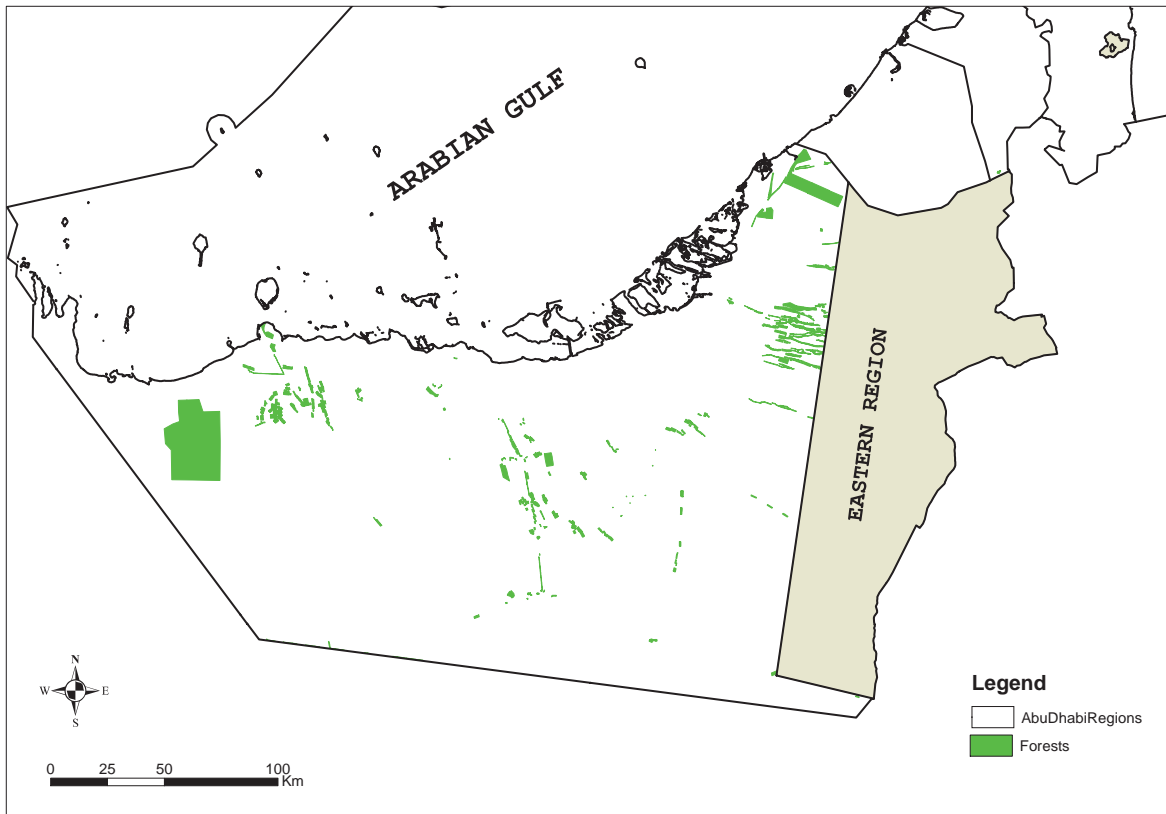 ARABIAN GULF
EASTERN REGION
N
W E
S
0 25 50 100
Km
Legend
AbuDhabiRegions
Forests